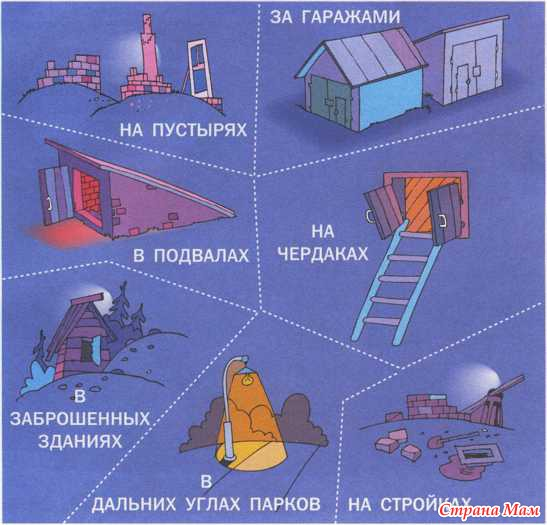 ЗА ГАРАЖАМИ
НА ПУСТЫРЯХ
В ПОДВАЛАХ
НА
ЧЕРДАКАХ
В
ЗАБРОШЕННЫХ
ЗДАНИЯХ
В
ДАЛЬНИХ УГЛАХ ПАРКОВ
НА СТРОЙКАХ
Страна Мам